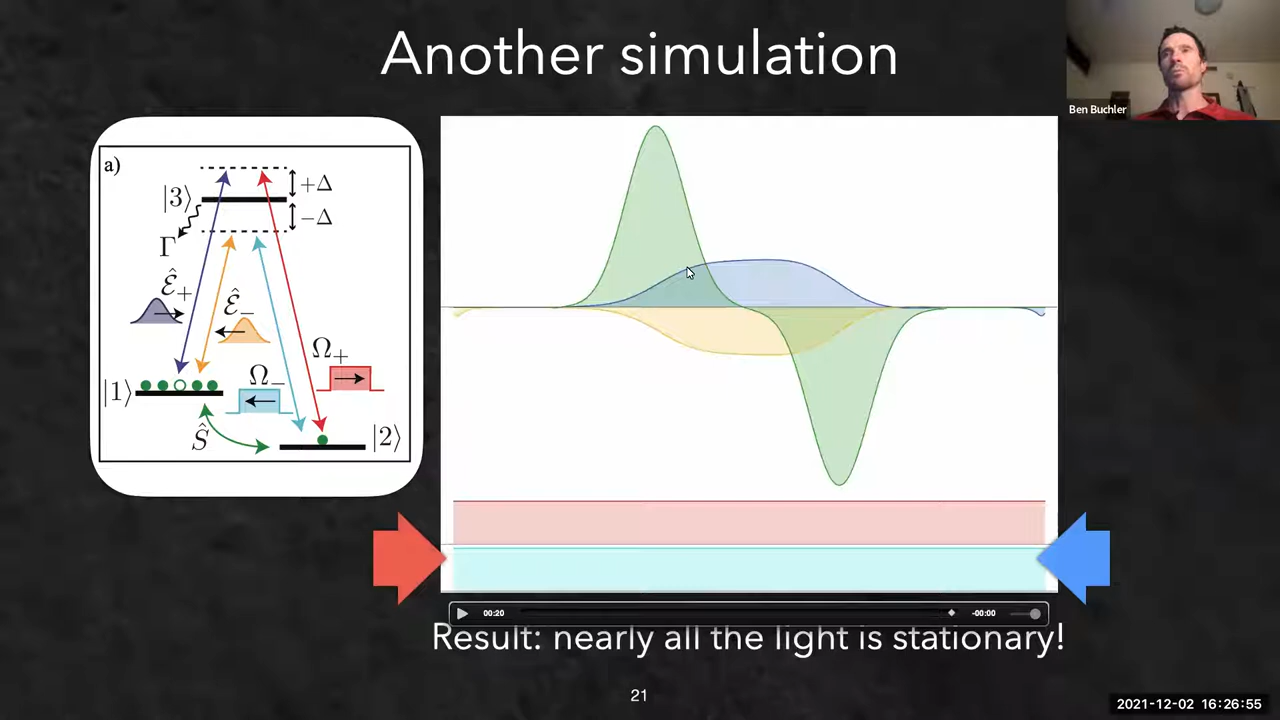 Another simulation
Ben Buchler
a)
|3⟩
+Δ
−Δ
Γ
Ê₊
Ê₋
Ω₊
Ω₋
|1⟩
Ŝ
|2⟩
00:20
-00:00
Result: nearly all the light is stationary!
21
2021-12-02 16:26:55